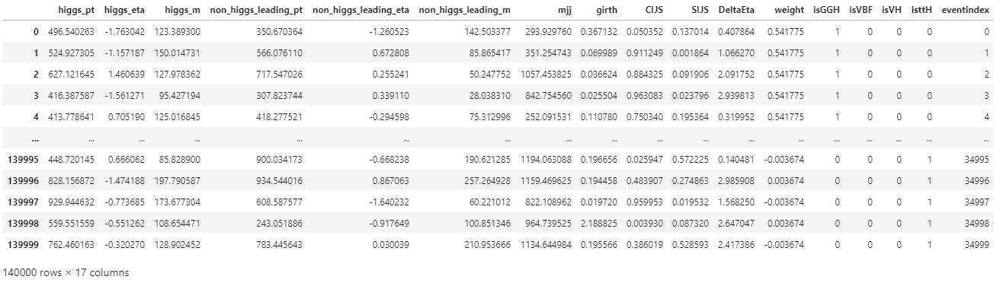 higgs_pt higgs_eta higgs_m non_higgs_leading_pt non_higgs_leading_eta non_higgs_leading_m mjj girth CIJS SIJS DeltaEta weight isGGH isVBF isVH isttH eventindex
0 496.540263 -1.763042 123.389300 350.670364 -1.260523 142.503377 293.929760 0.367132 0.050352 0.137014 0.407864 0.541775 1 0 0 0 0
1 524.927305 -1.157187 150.014731 566.076110 0.672808 85.865417 351.254743 0.069989 0.911249 0.001864 1.066270 0.541775 1 0 0 0 1
2 627.121645 1.460639 127.978362 717.547026 0.255241 50.247752 1057.453825 0.036624 0.884325 0.091906 2.091752 0.541775 1 0 0 0 2
3 416.387587 -1.561271 95.427194 307.823744 0.339110 28.038310 842.754560 0.025504 0.963083 0.023796 2.939813 0.541775 1 0 0 0 3
4 413.778641 0.705190 125.016845 418.277521 -0.294598 75.312996 252.091531 0.110780 0.750340 0.195364 0.319952 0.541775 1 0 0 0 4
... ... ... ... ... ... ... ... ... ... ... ... ... ... ... ... ... ...
139995 448.720145 0.666062 85.828900 900.034173 -0.668238 190.621285 1194.063088 0.196656 0.025947 0.572225 0.140481 -0.003674 0 0 0 1 34995
139996 828.156872 -1.474188 197.790587 934.544016 0.867063 257.264928 1159.469625 0.194458 0.483907 0.274863 2.985908 0.003674 0 0 0 1 34996
139997 929.944632 -0.773685 173.677304 608.587577 -1.640232 60.221012 822.108962 0.019720 0.959953 0.019532 1.568250 -0.003674 0 0 0 1 34997
139998 559.551559 -0.551262 108.654471 243.051886 -0.917649 100.851346 964.739525 2.188825 0.003930 0.087320 2.647047 0.003674 0 0 0 1 34998
139999 762.460163 -0.320270 128.902452 783.445643 0.030039 210.953666 1134.644984 0.195566 0.386019 0.528593 2.417386 -0.003674 0 0 0 1 34999
140000 rows × 17 columns